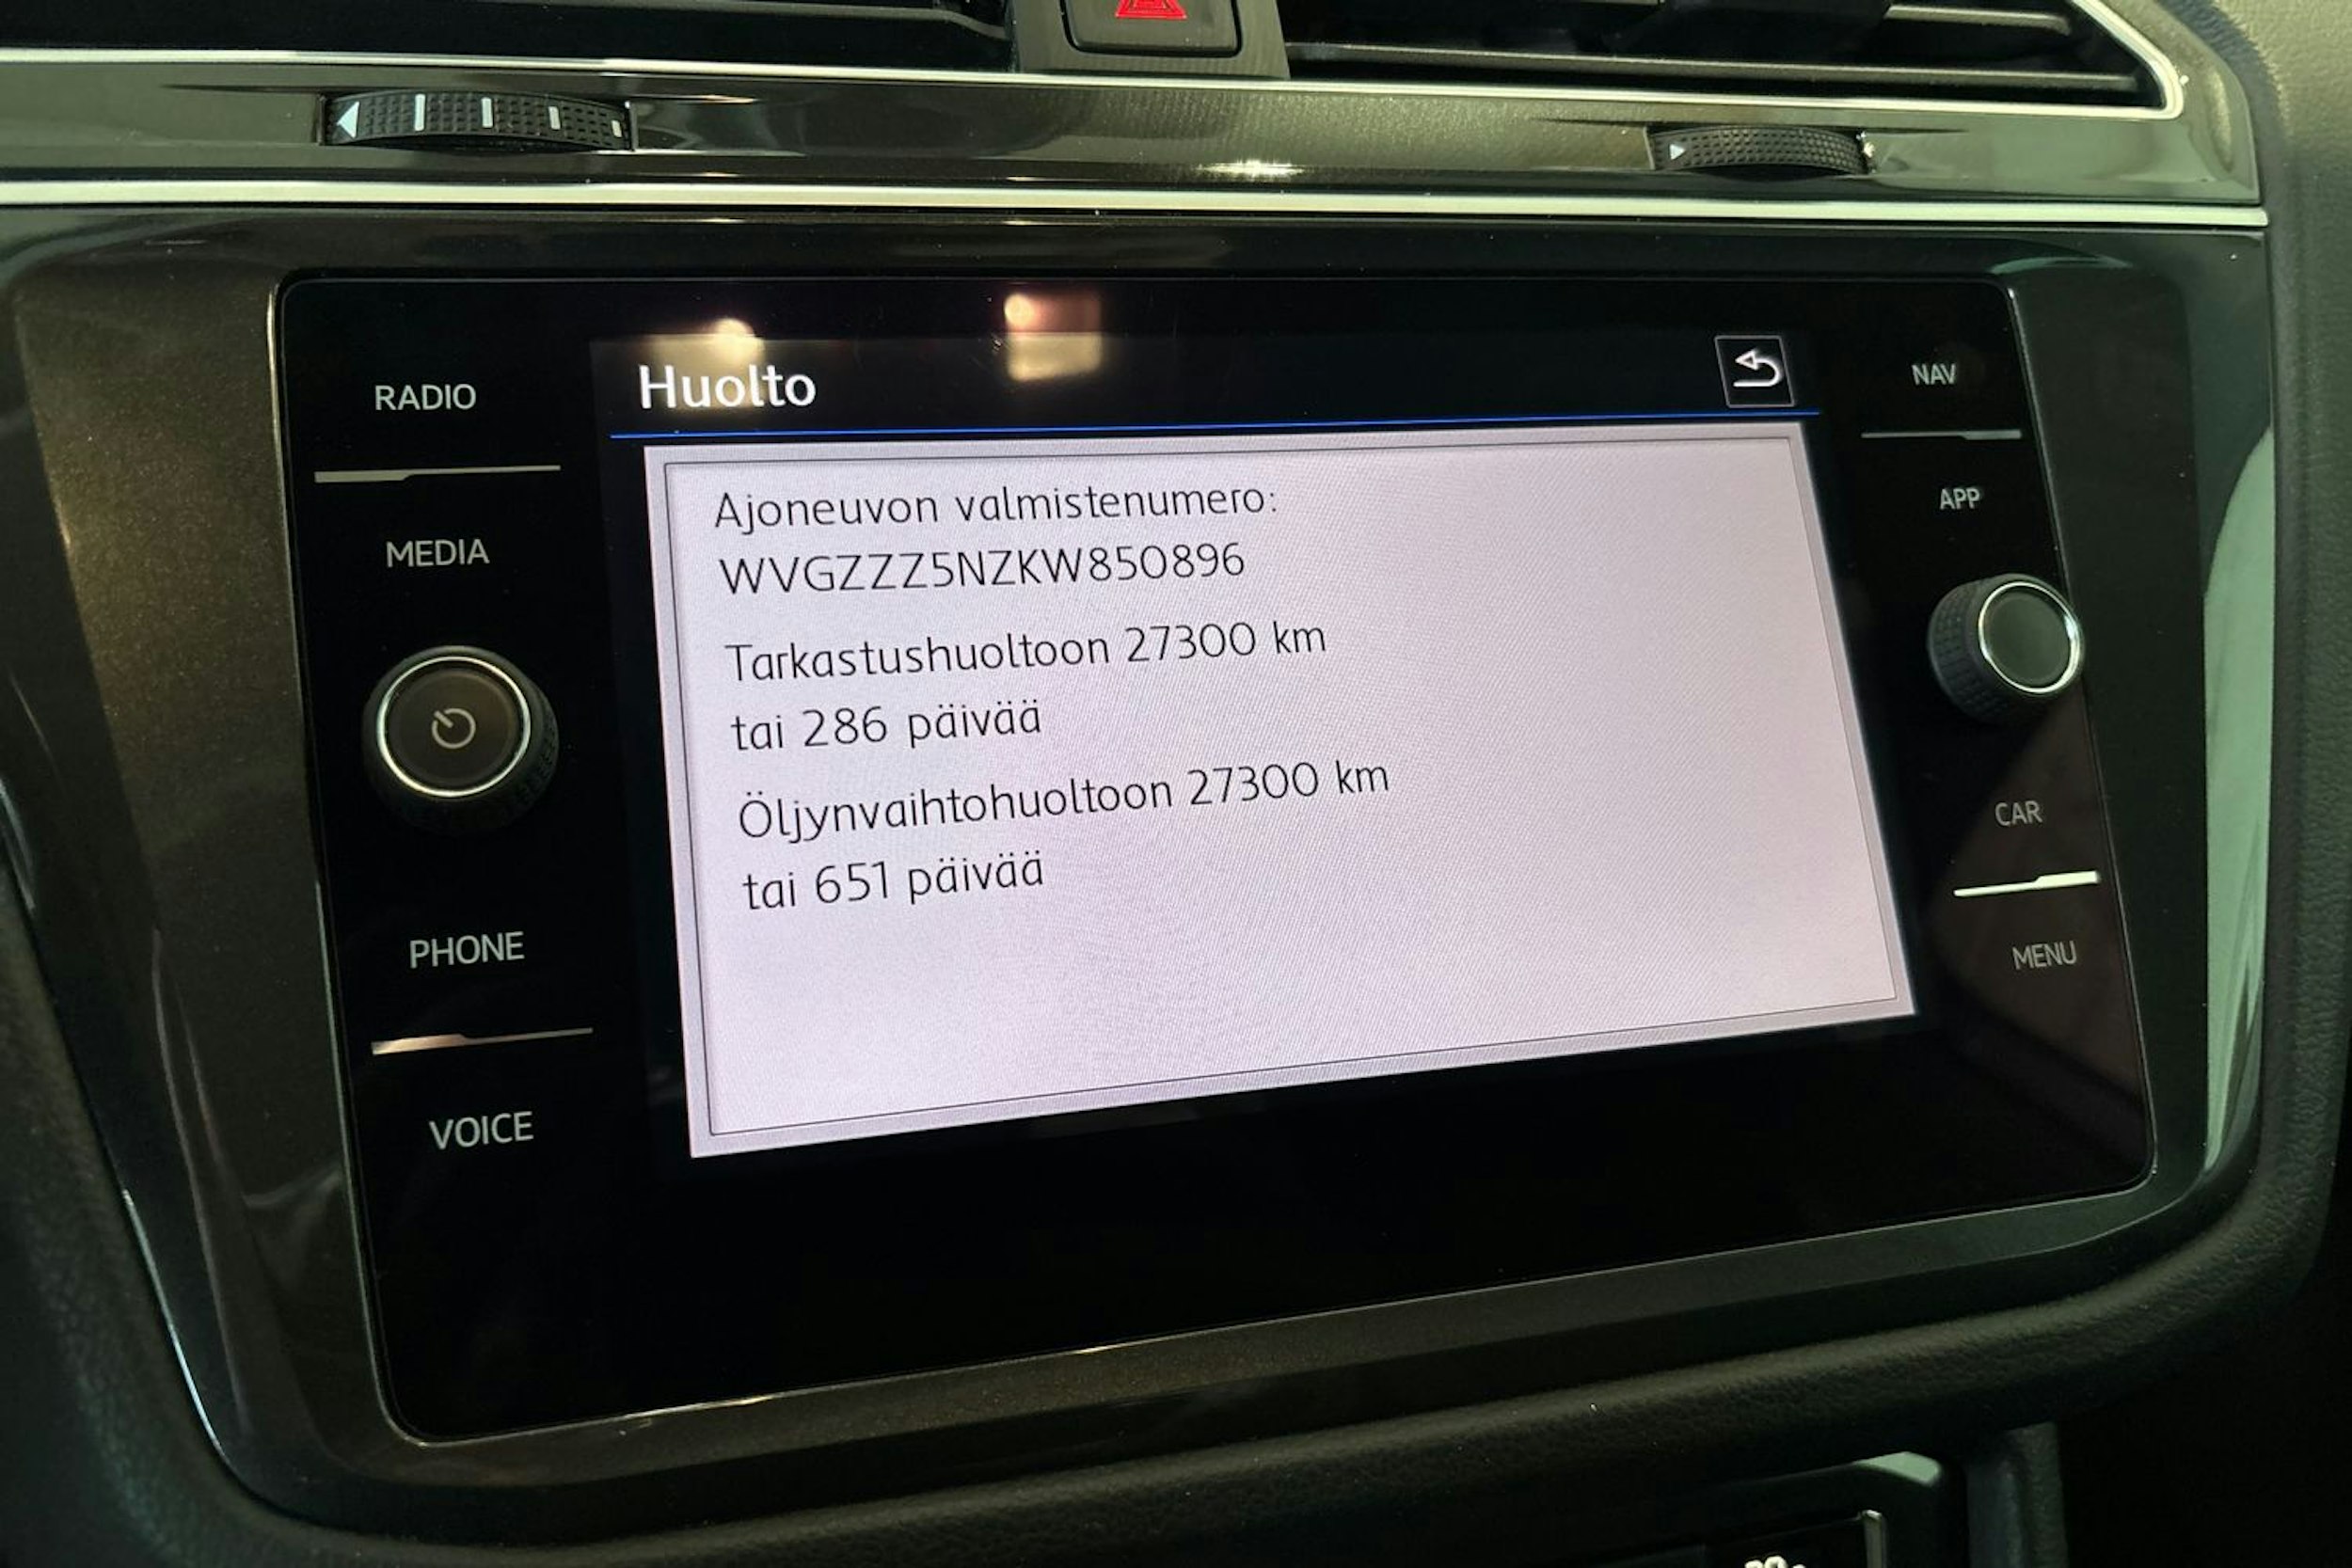 RADIO
MEDIA
PHONE
VOICE
Huolto
Ajoneuvon valmistenumero:
WVGZZZ5NZKW850896
Tarkastushuoltoon 27300 km
tai 286 päivää
Öljynvaihtohuoltoon 27300 km
tai 651 päivää
NAV
APP
CAR
MENU